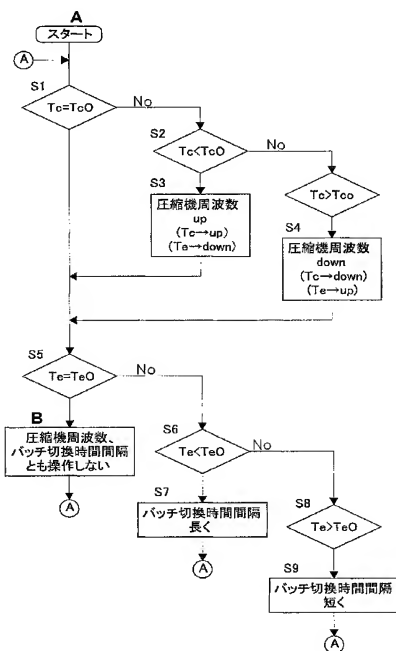 A
スタート
A
S1
Tc=TcO
No
S2
Tc<TcO
No
S3
圧縮機周波数
up
(Tc→up)
(Te→down)
Tc>Tco
S4
圧縮機周波数
down
(Tc→down)
(Te→up)
S5
Te=TeO
No
B
圧縮機周波数、
バッチ切換時間間隔
とも操作しない
A
S6
Te<TeO
No
S7
バッチ切換時間間隔
長く
A
S8
Te>TeO
S9
バッチ切換時間間隔
短く
A